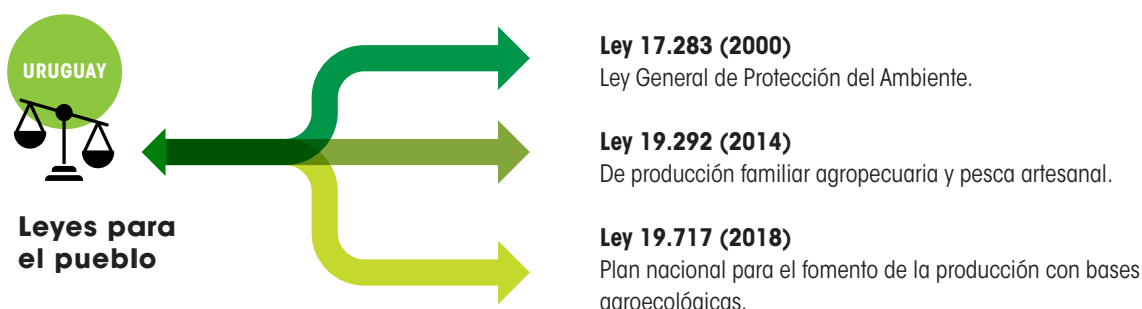 URUGUAY
Leyes para
el pueblo
Ley 17.283 (2000)
Ley General de Protección del Ambiente.
Ley 19.292 (2014)
De producción familiar agropecuaria y pesca artesanal.
Ley 19.717 (2018)
Plan nacional para el fomento de la producción con bases
agroecológicas.